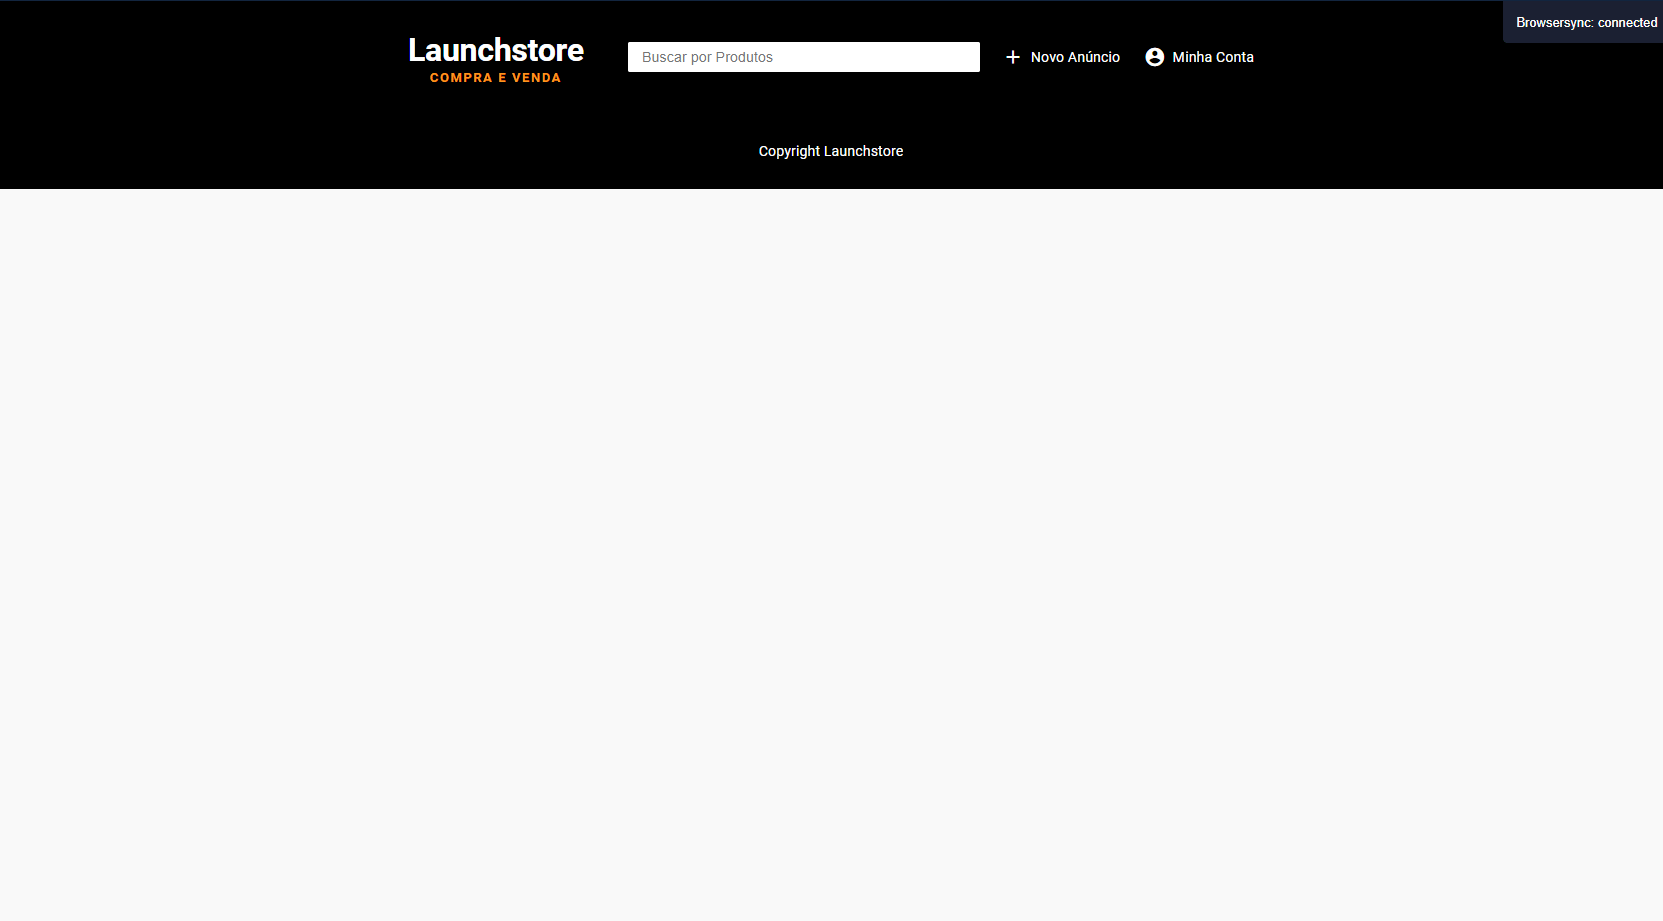 Browsersync: connected
Launchstore
COMPRA E VENDA
Buscar por Produtos
Novo Anúncio
Minha Conta
Copyright Launchstore